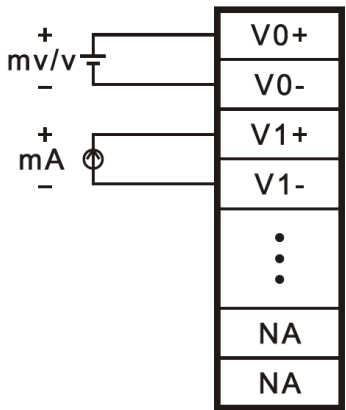 +
mv/v
−
+
mA
−
V0+
V0-
V1+
V1-
NA
NA